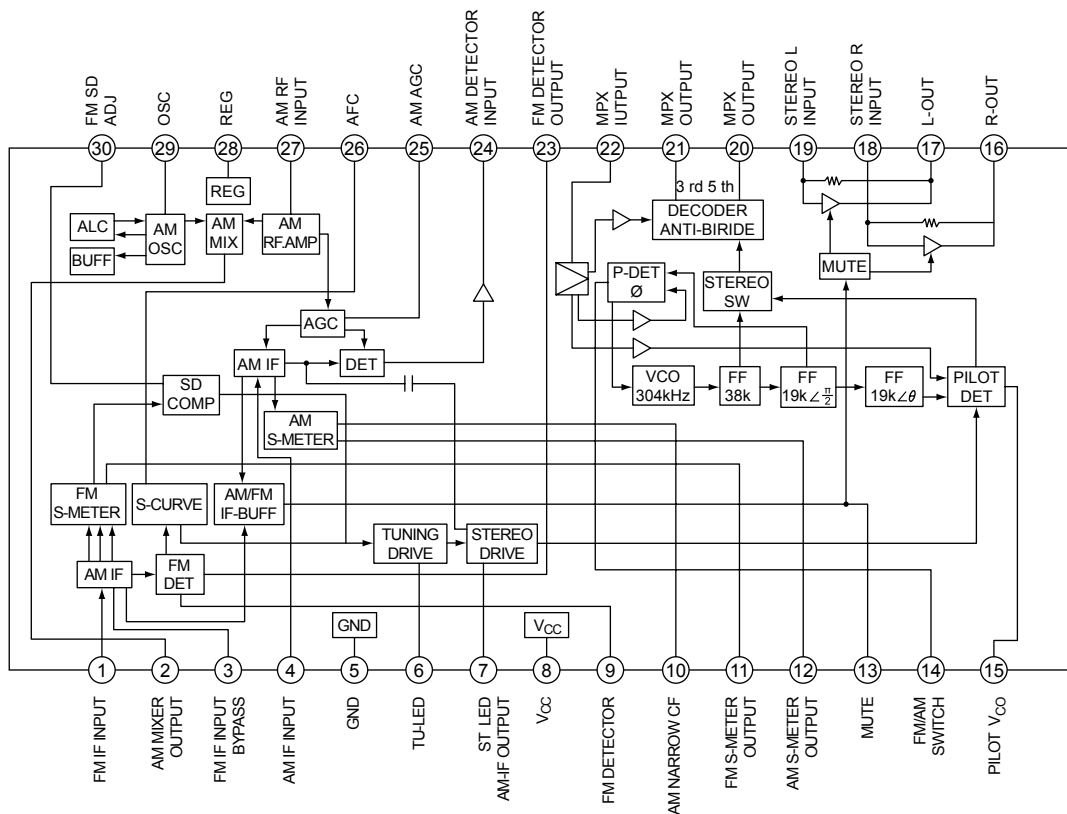 FM SD
ADJ
OSC
REG
AM RF
INPUT
AFC
AM AGC
AM DETECTOR
INPUT
FM DETECTOR
OUTPUT
MPX
IUTPUT
MPX
OUTPUT
MPX
OUTPUT
STEREO L
INPUT
STEREO R
INPUT
L-OUT
R-OUT
30
29
28
27
26
25
24
23
22
21
20
19
18
17
16
3 rd 5 th
REG
ALC
BUFF
AM
OSC
AM
MIX
AM
RF.AMP
DECODER
ANTI-BIRIDE
P-DET
Ø
STEREO
SW
MUTE
AGC
AM IF
DET
SD
COMP
AM
S-METER
VCO
304kHz
FF
38k
FF
19k∠π/2
FF
19k∠θ
PILOT
DET
FM
S-METER
S-CURVE
AM/FM
IF-BUFF
TUNING
DRIVE
STEREO
DRIVE
AM IF
FM
DET
GND
VCC
1
2
3
4
5
6
7
8
9
10
11
12
13
14
15
FM IF INPUT
AM MIXER
OUTPUT
FM IF INPUT
BYPASS
AM IF INPUT
GND
TU-LED
ST LED
AM-IF OUTPUT
VCC
FM DETECTOR
AM NARROW CF
FM S-METER
OUTPUT
AM S-METER
OUTPUT
MUTE
FM/AM
SWITCH
PILOT VCO